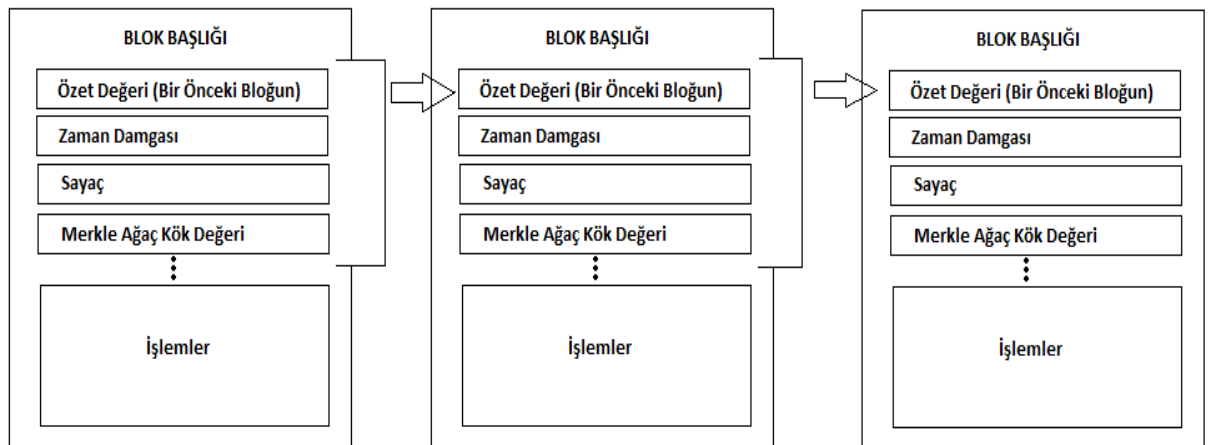 BLOK BAŞLIĞI
Özet Değeri (Bir Önceki Bloğun)
Zaman Damgası
Sayaç
Merkle Ağaç Kök Değeri
İşlemler
BLOK BAŞLIĞI
Özet Değeri (Bir Önceki Bloğun)
Zaman Damgası
Sayaç
Merkle Ağaç Kök Değeri
İşlemler
BLOK BAŞLIĞI
Özet Değeri (Bir Önceki Bloğun)
Zaman Damgası
Sayaç
Merkle Ağaç Kök Değeri
İşlemler